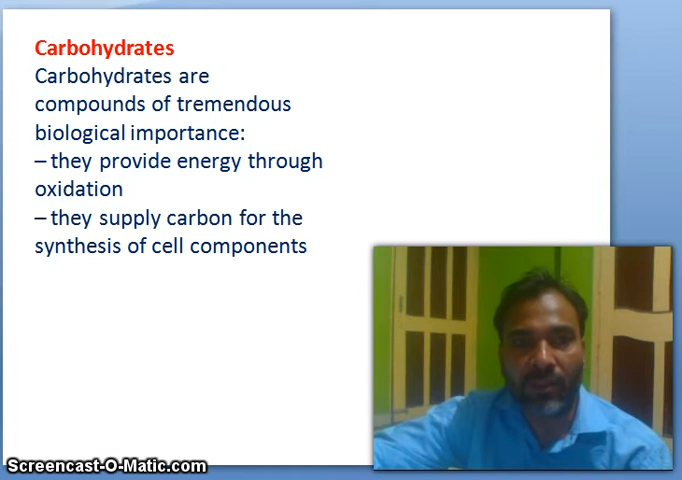 Carbohydrates
Carbohydrates are
compounds of tremendous
biological importance:
– they provide energy through
oxidation
– they supply carbon for the
synthesis of cell components
Screencast-O-Matic.com